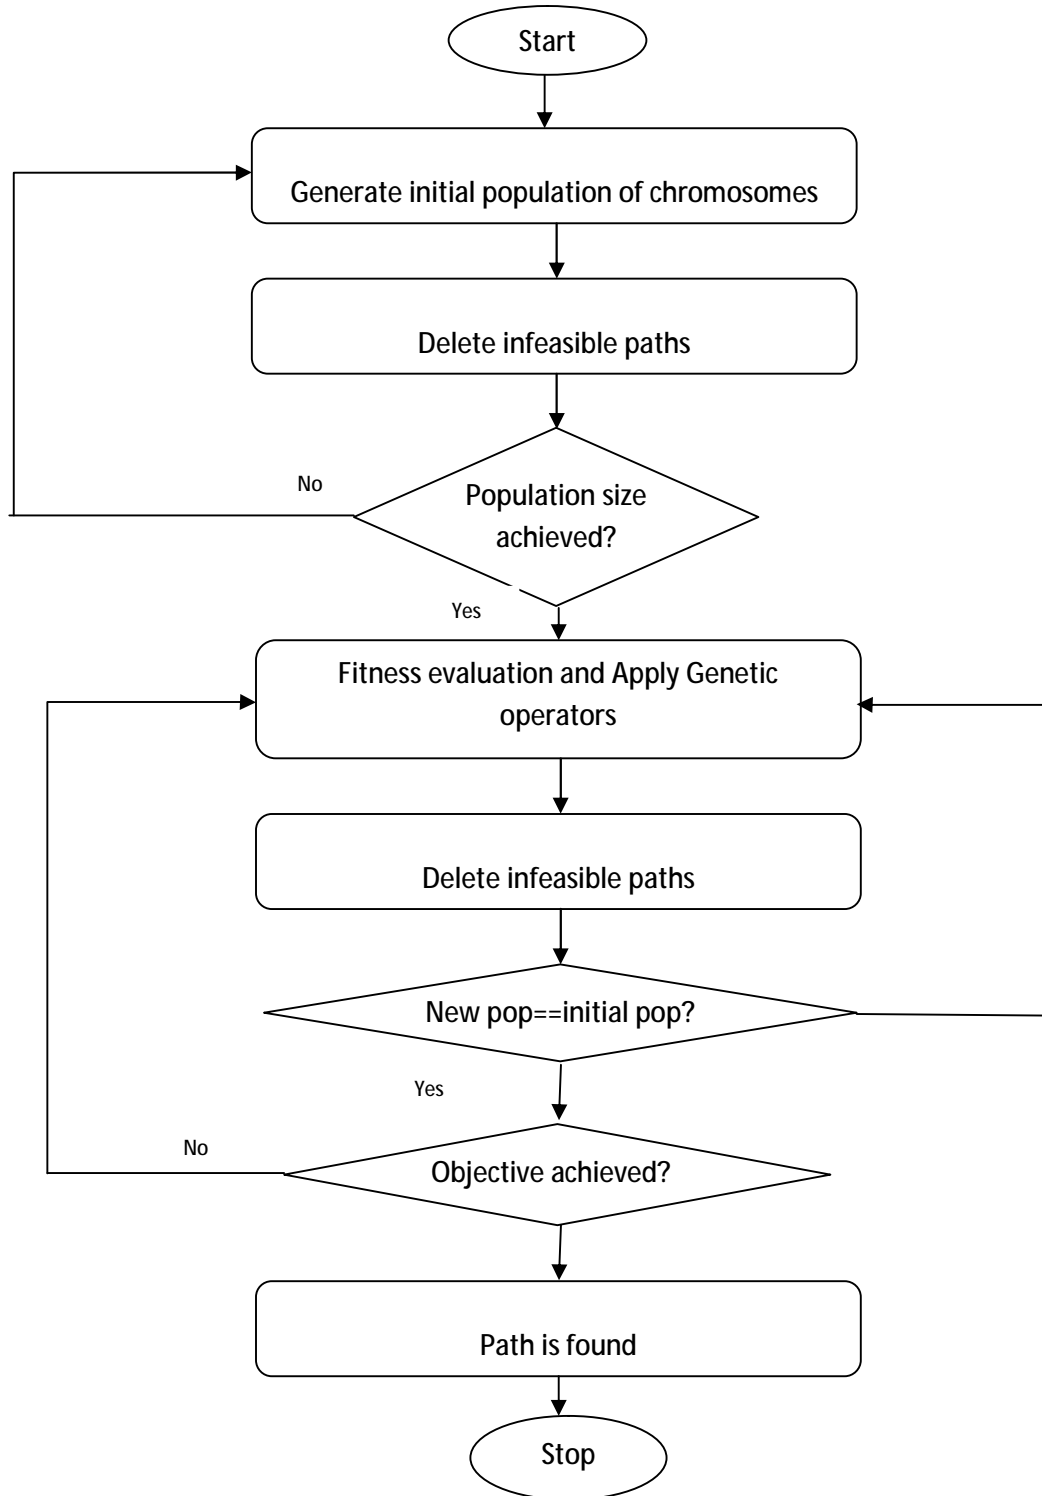 Start
Generate initial population of chromosomes
Delete infeasible paths
No
Population size
achieved?
Yes
Fitness evaluation and Apply Genetic
operators
Delete infeasible paths
New pop==initial pop?
Yes
No
Objective achieved?
Path is found
Stop